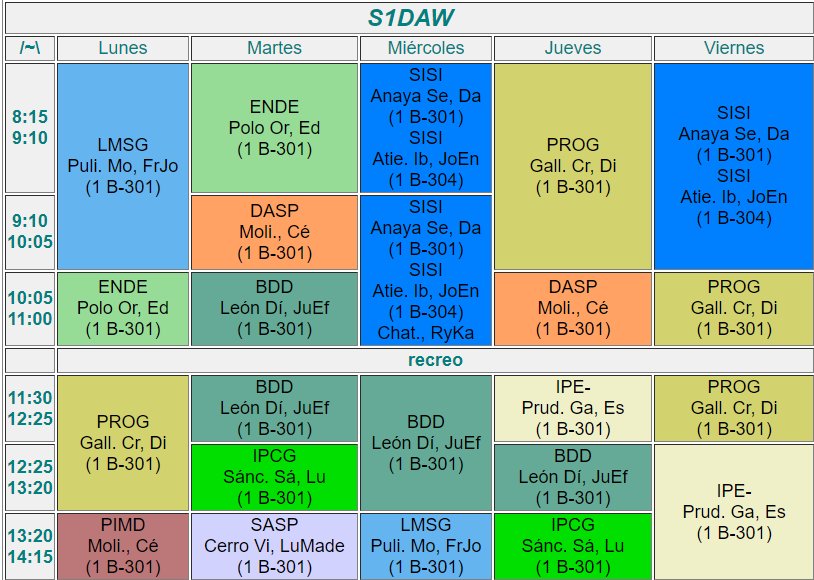 S1DAW
/~\ Lunes Martes Miércoles Jueves Viernes
8:15
9:10
LMSG
Puli. Mo, FrJo
(1 B-301)
ENDE
Polo Or, Ed
(1 B-301)
SISI
Anaya Se, Da
(1 B-301)
SISI
Atie. Ib, JoEn
(1 B-304)
PROG
Gall. Cr, Di
(1 B-301)
SISI
Anaya Se, Da
(1 B-301)
SISI
Atie. Ib, JoEn
(1 B-304)
9:10
10:05
DASP
Moli., Cé
(1 B-301)
SISI
Anaya Se, Da
(1 B-301)
SISI
Atie. Ib, JoEn
(1 B-304)
Chat., RyKa
10:05
11:00
ENDE
Polo Or, Ed
(1 B-301)
BDD
León Dí, JuEf
(1 B-301)
DASP
Moli., Cé
(1 B-301)
PROG
Gall. Cr, Di
(1 B-301)
recreo
11:30
12:25
PROG
Gall. Cr, Di
(1 B-301)
BDD
León Dí, JuEf
(1 B-301)
BDD
León Dí, JuEf
(1 B-301)
IPE-
Prud. Ga, Es
(1 B-301)
PROG
Gall. Cr, Di
(1 B-301)
12:25
13:20
IPCG
Sánc. Sá, Lu
(1 B-301)
BDD
León Dí, JuEf
(1 B-301)
IPE-
Prud. Ga, Es
(1 B-301)
13:20
14:15
PIMD
Moli., Cé
(1 B-301)
SASP
Cerro Vi, LuMade
(1 B-301)
LMSG
Puli. Mo, FrJo
(1 B-301)
IPCG
Sánc. Sá, Lu
(1 B-301)